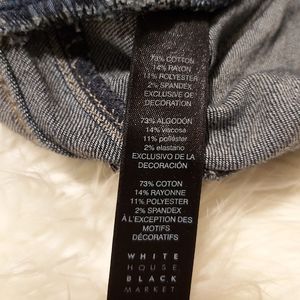 73% COTTON
14% RAYON
11% POLYESTER
2% SPANDEX
EXCLUSIVE OF
DECORATION
73% ALGODÓN
14% viscosa
11% poliéster
2% elastano
EXCLUSIVO DE LA
DECORACIÓN
73% COTON
14% RAYONNE
11% POLYESTER
2% SPANDEX
À L'EXCEPTION DES
MOTIFS
DÉCORATIFS
WHITE
HOUSE
BLACK
MARKET